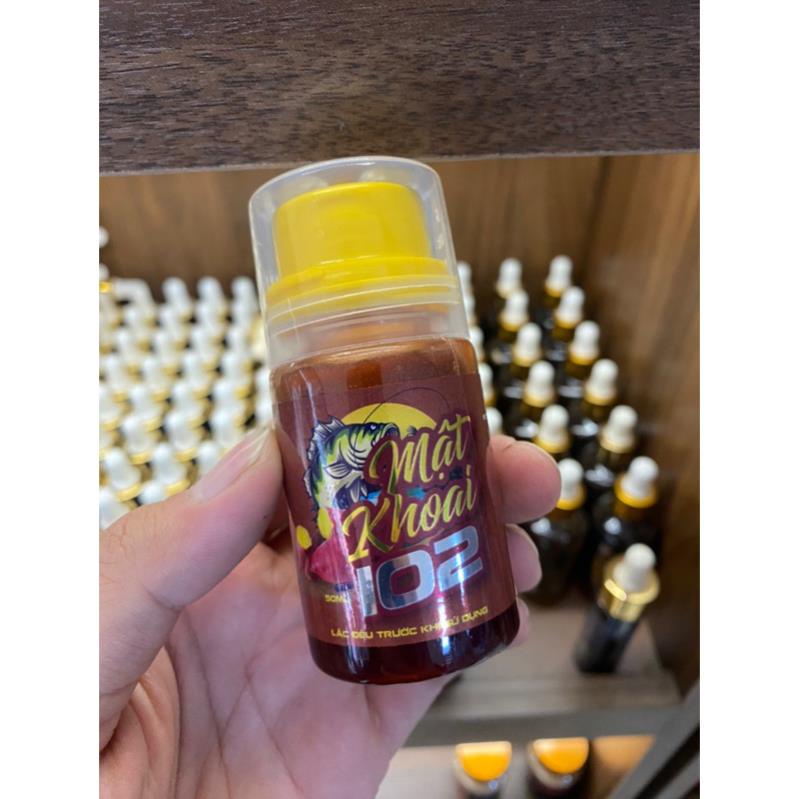 Mật
Khoai
102
50ML
LẮC ĐỀU TRƯỚC KHI SỬ DỤNG